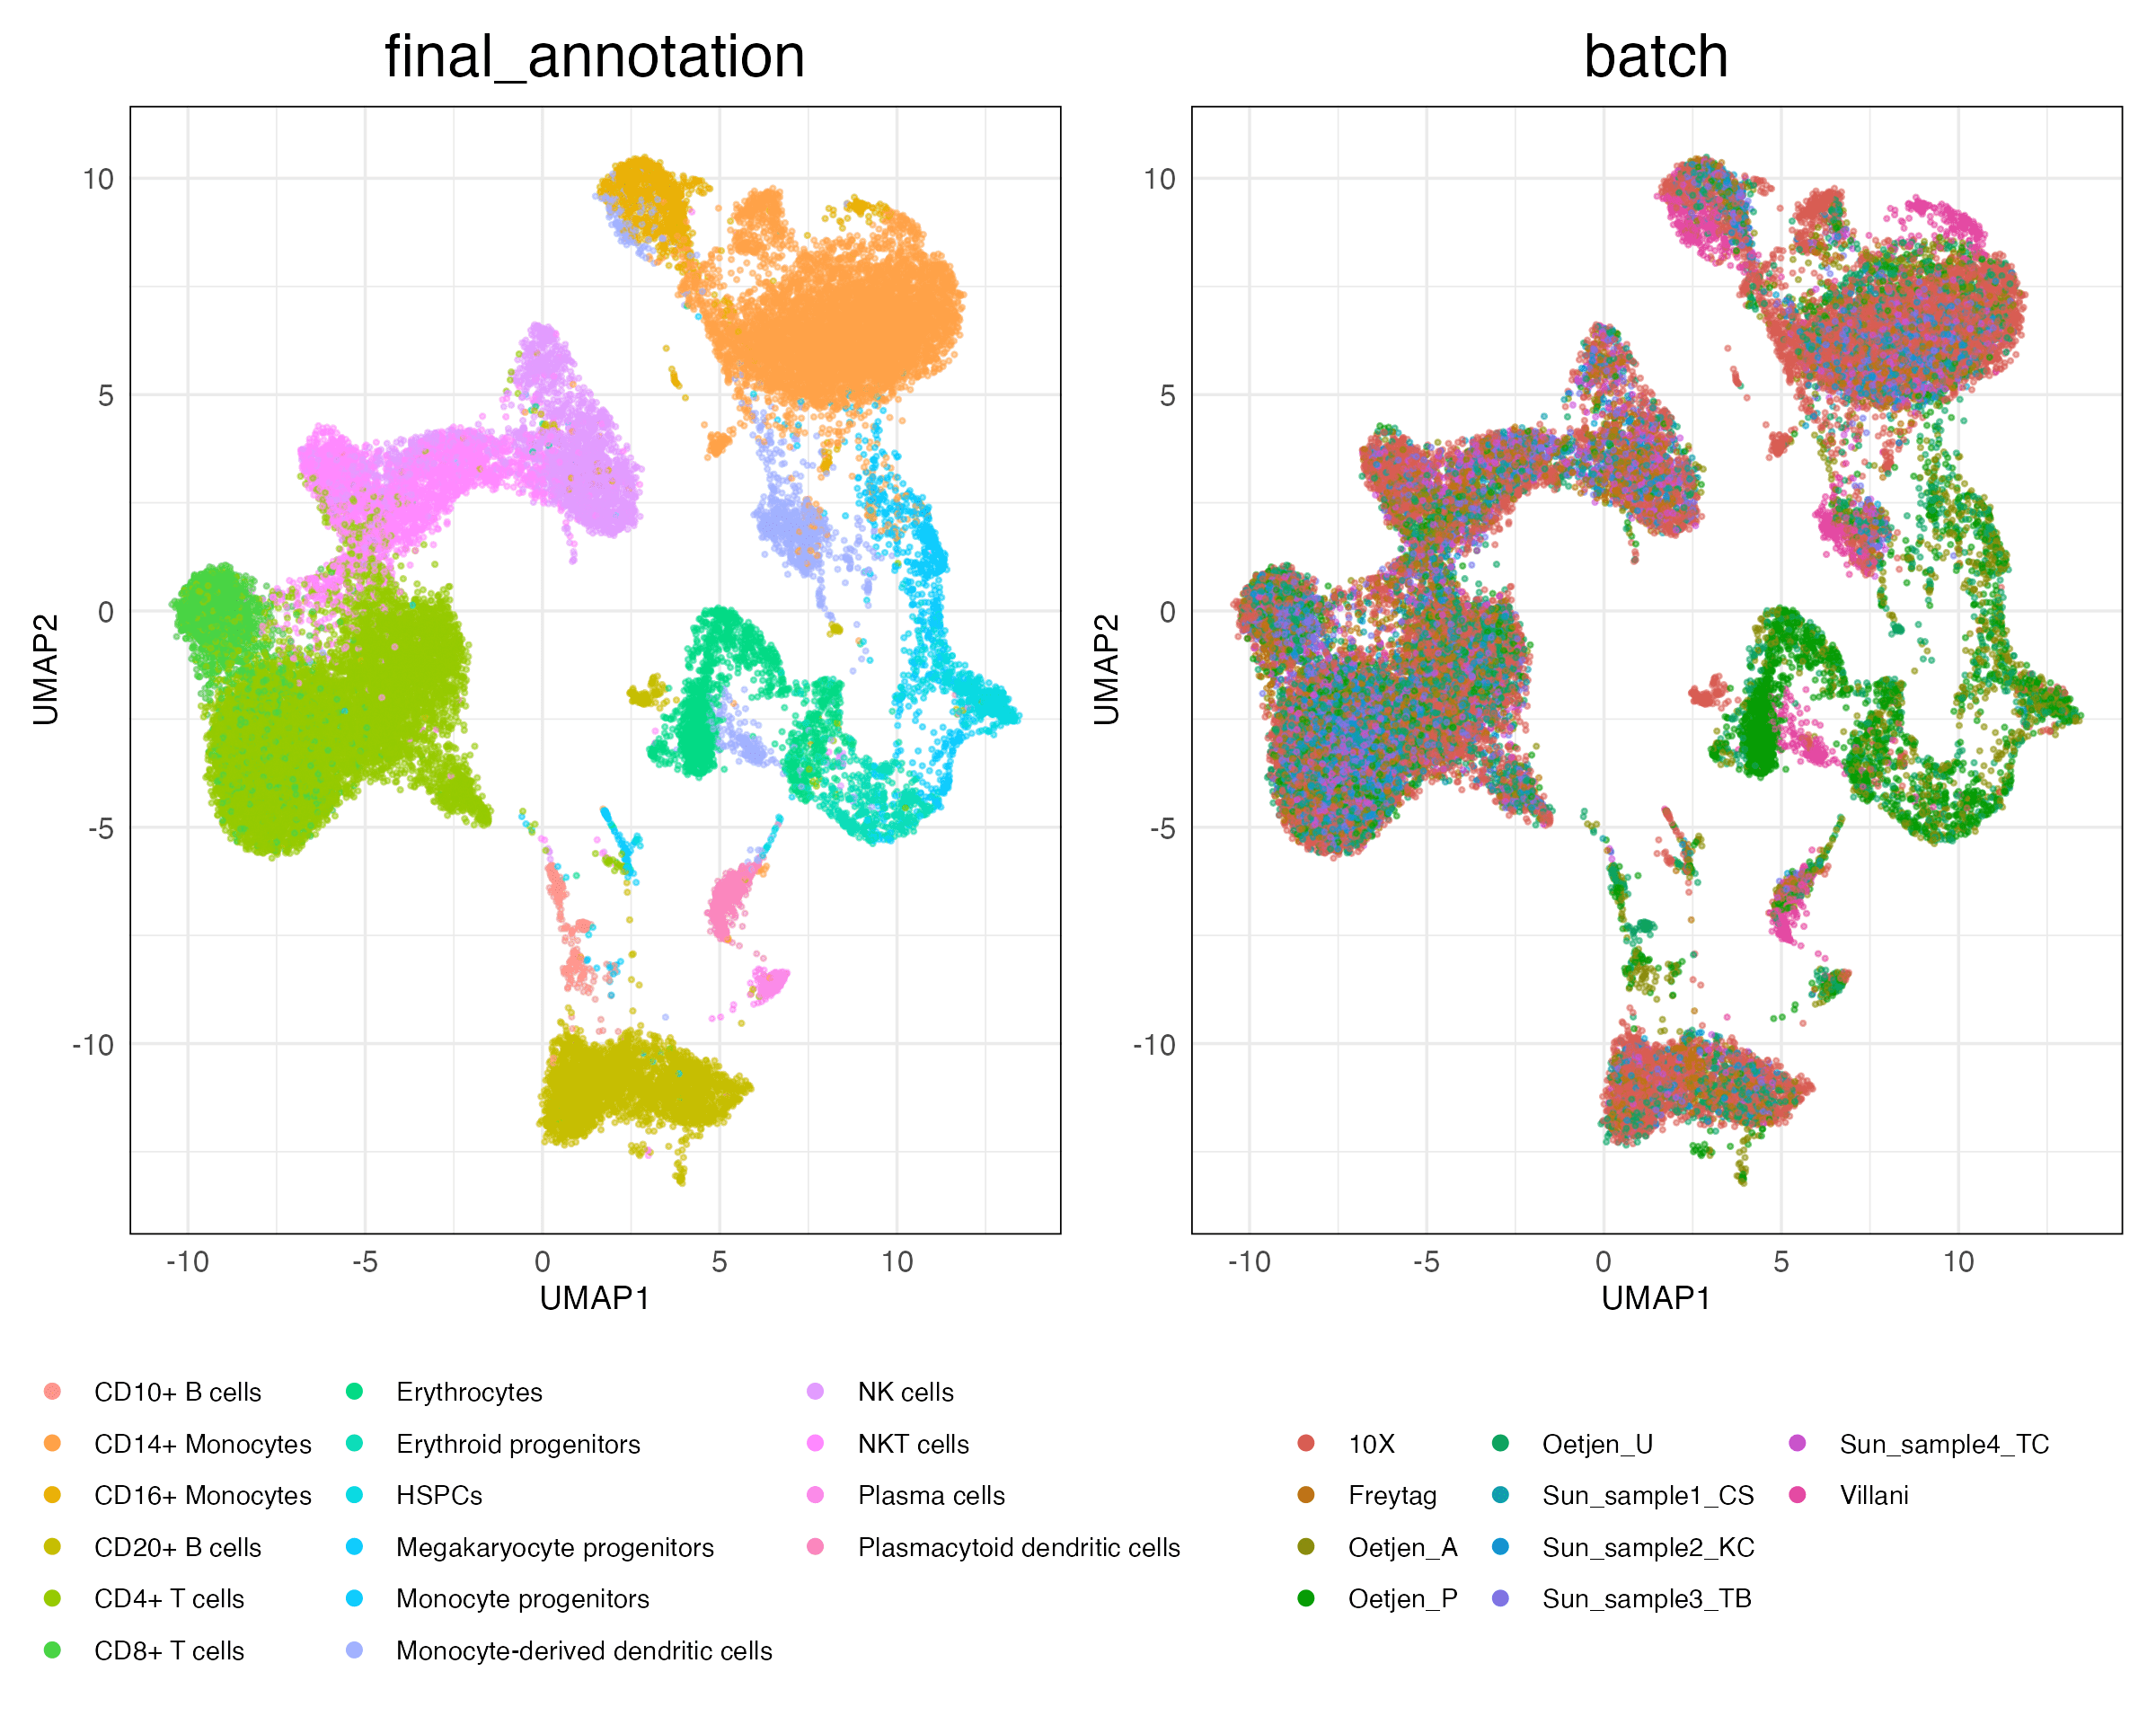 final_annotation
batch
UMAP2
10
5
0
-5
-10
-10 -5 0 5 10
UMAP1
UMAP2
10
5
0
-5
-10
-10 -5 0 5 10
UMAP1
CD10+ B cells
CD14+ Monocytes
CD16+ Monocytes
CD20+ B cells
CD4+ T cells
CD8+ T cells
Erythrocytes
Erythroid progenitors
HSPCs
Megakaryocyte progenitors
Monocyte progenitors
Monocyte-derived dendritic cells
NK cells
NKT cells
Plasma cells
Plasmacytoid dendritic cells
10X
Freytag
Oetjen_A
Oetjen_P
Oetjen_U
Sun_sample1_CS
Sun_sample2_KC
Sun_sample3_TB
Sun_sample4_TC
Villani